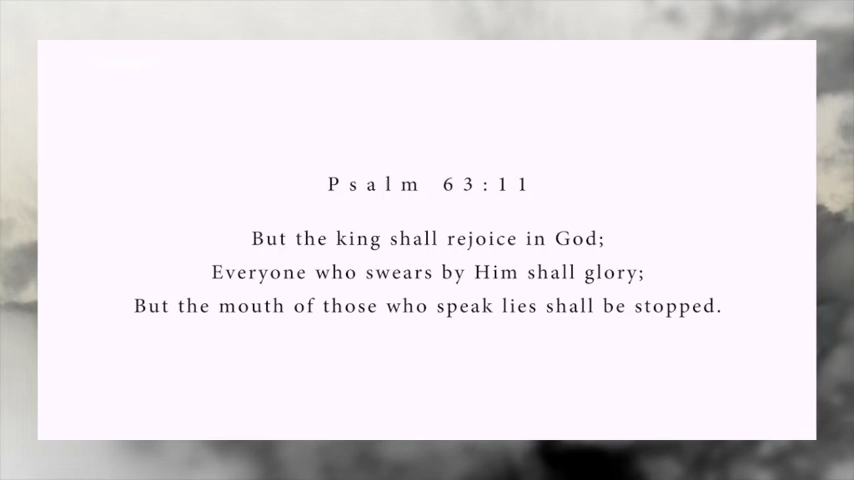 Psalm 63:11
But the king shall rejoice in God;
Everyone who swears by Him shall glory;
But the mouth of those who speak lies shall be stopped.